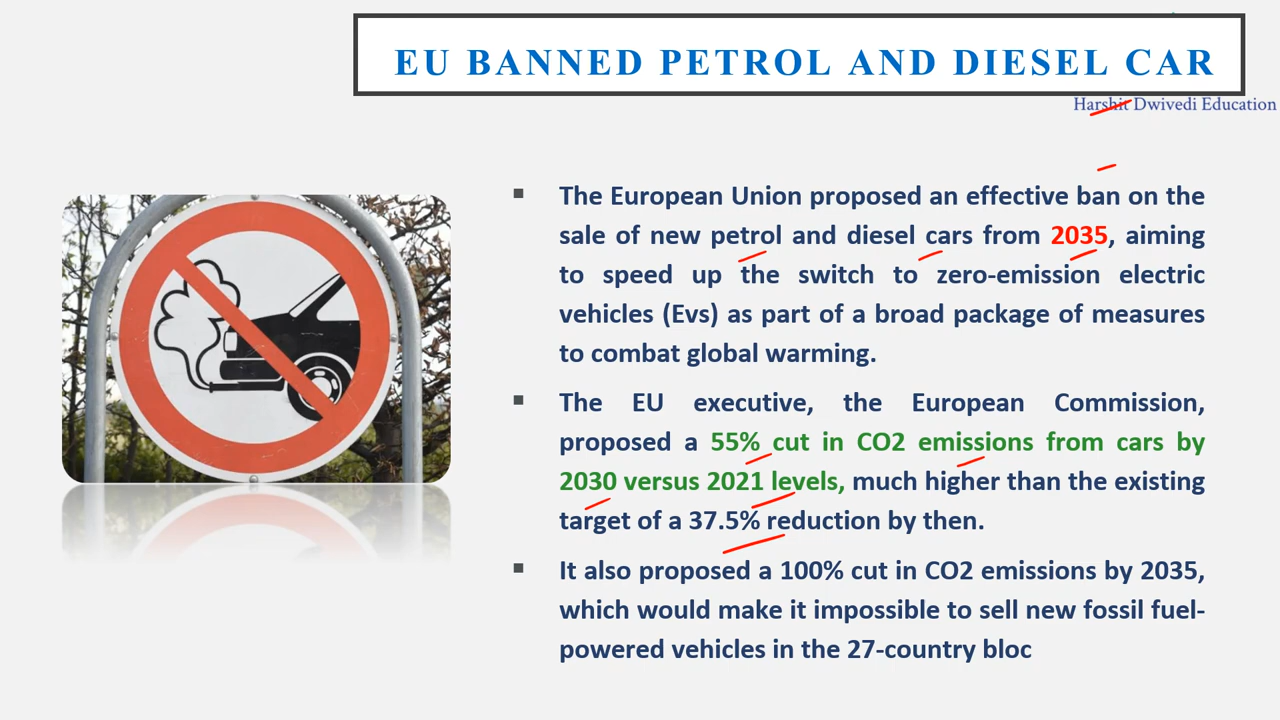 EU BANNED PETROL AND DIESEL CAR
Harshit Dwivedi Education
The European Union proposed an effective ban on the
sale of new petrol and diesel cars from 2035, aiming
to speed up the switch to zero-emission electric
vehicles (Evs) as part of a broad package of measures
to combat global warming.
The EU executive, the European Commission,
proposed a 55% cut in CO2 emissions from cars by
2030 versus 2021 levels, much higher than the existing
target of a 37.5% reduction by then.
It also proposed a 100% cut in CO2 emissions by 2035,
which would make it impossible to sell new fossil fuel-
powered vehicles in the 27-country bloc